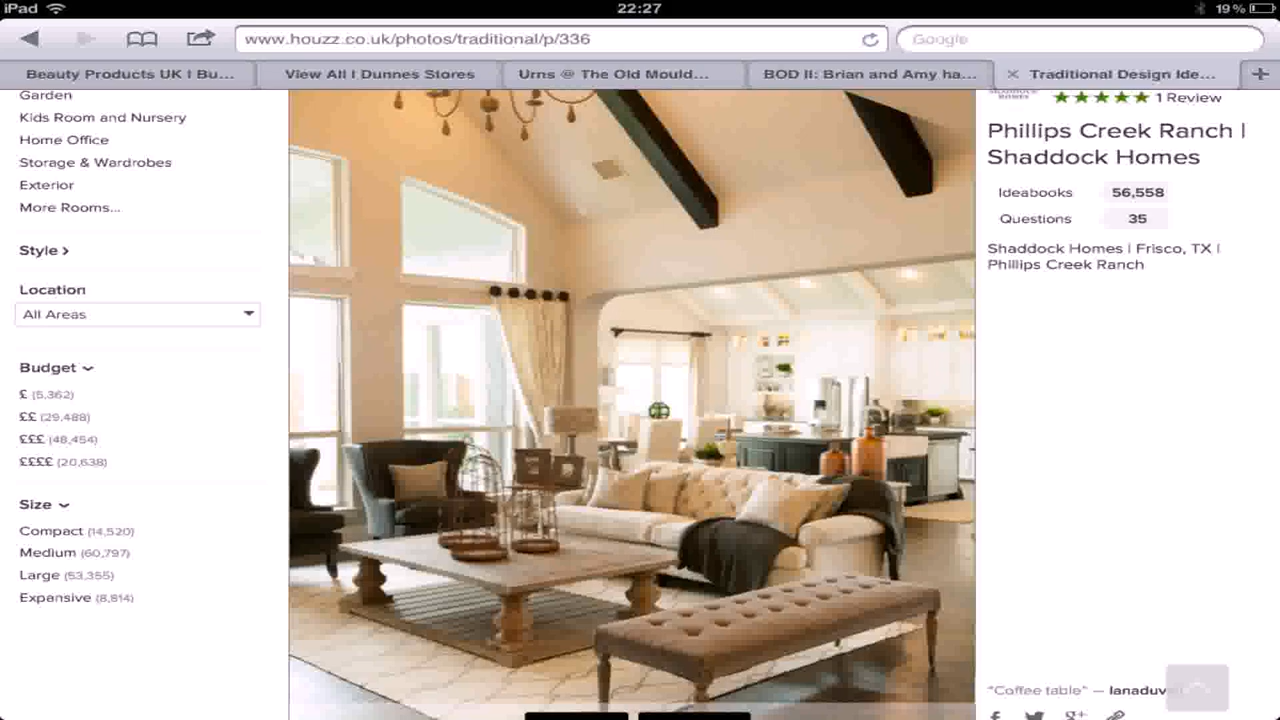 iPad 22:27 19%
www.houzz.co.uk/photos/traditional/p/336 Google
Beauty Products UK | Bu... View All | Dunnes Stores Urns @ The Old Mould... BOD II: Brian and Amy ha... Traditional Design Ide...
Garden
Kids Room and Nursery
Home Office
Storage & Wardrobes
Exterior
More Rooms...
Style
Location
All Areas
Budget
£ (5,362)
££ (29,488)
£££ (48,454)
££££ (20,638)
Size
Compact (14,520)
Medium (60,797)
Large (53,355)
Expansive (8,814)
1 Review
Phillips Creek Ranch |
Shaddock Homes
Ideabooks 56,558
Questions 35
Shaddock Homes | Frisco, TX |
Phillips Creek Ranch
"Coffee table" —